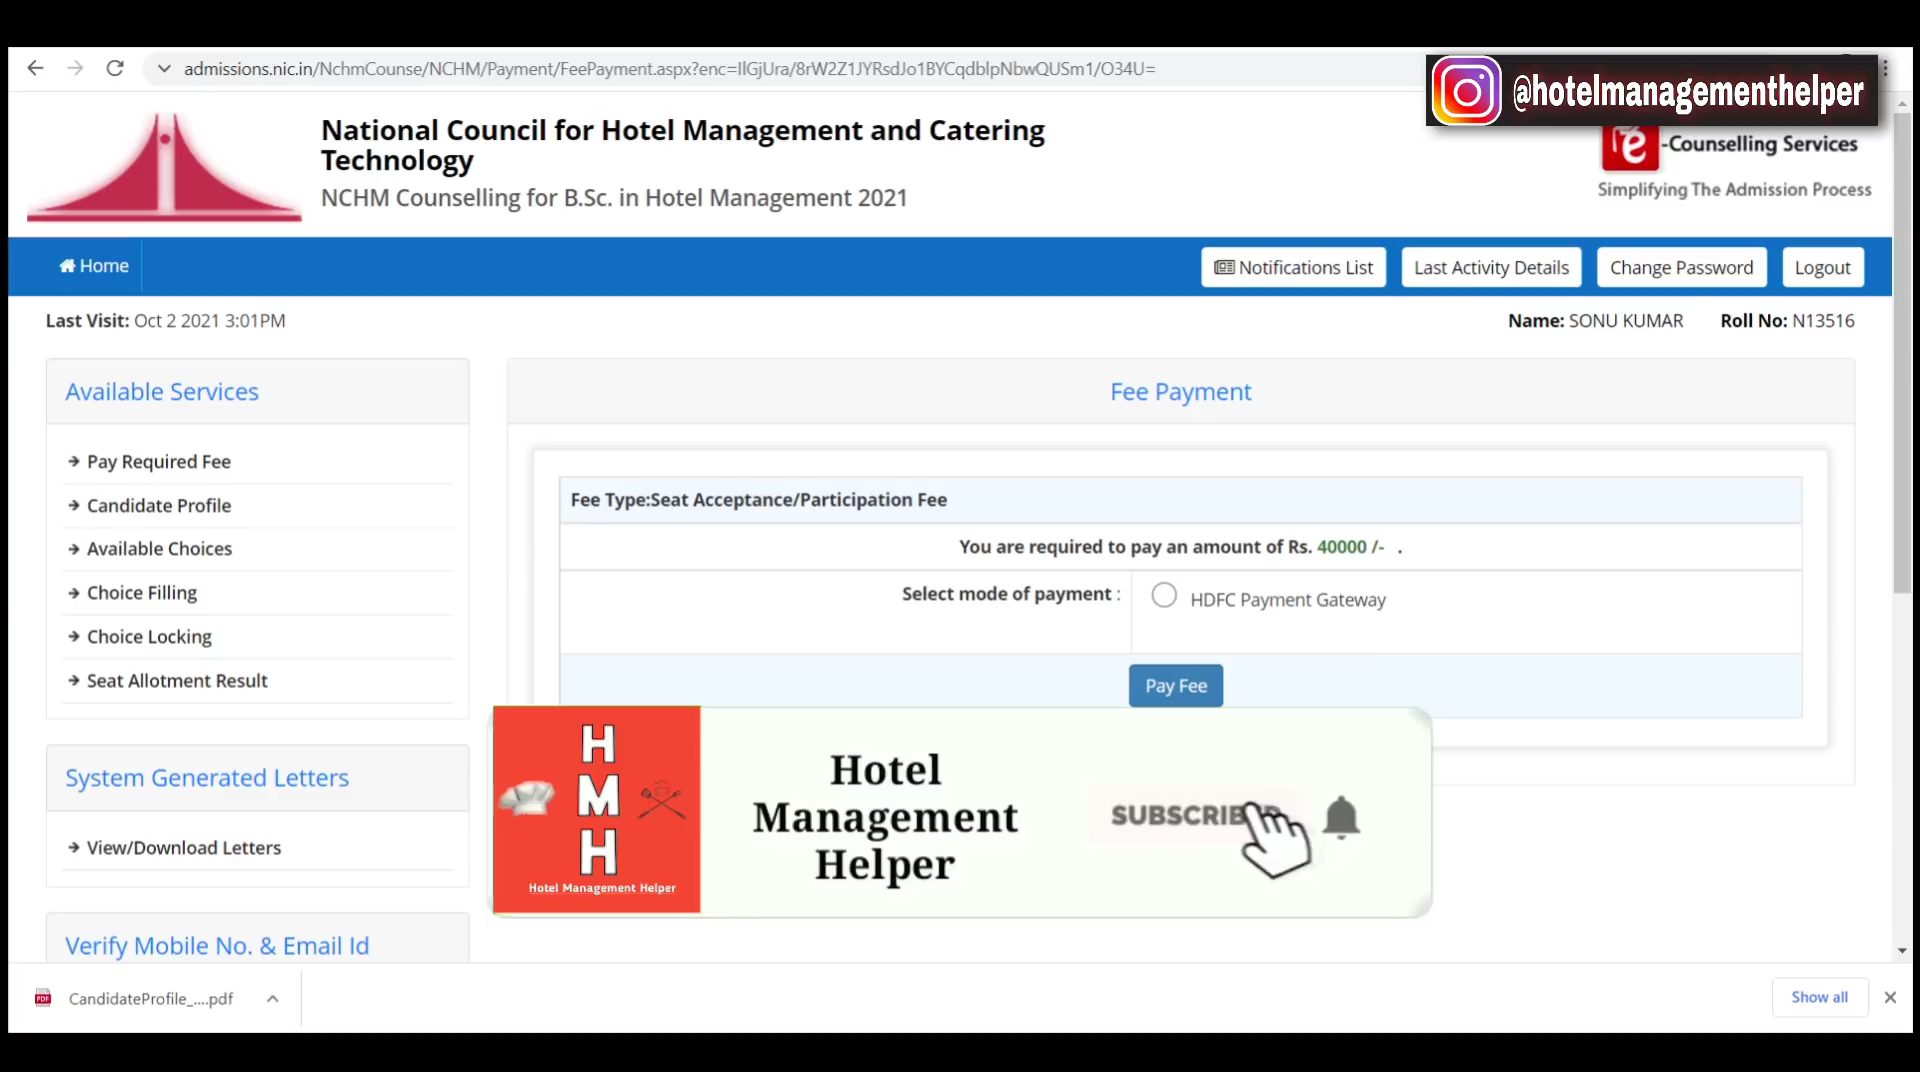 admissions.nic.in/NchmCounse/NCHM/Payment/FeePayment.aspx?enc=IlGjUra/8rW2Z1JYRsdJo1BYCqdblpNbwQUSm1/O34U=
@hotelmanagementhelper
National Council for Hotel Management and Catering
Technology
NCHM Counselling for B.Sc. in Hotel Management 2021
-Counselling Services
Simplifying The Admission Process
Home
Notifications List
Last Activity Details
Change Password
Logout
Last Visit: Oct 2 2021 3:01PM
Name: SONU KUMAR
Roll No: N13516
Available Services
Pay Required Fee
Candidate Profile
Available Choices
Choice Filling
Choice Locking
Seat Allotment Result
System Generated Letters
View/Download Letters
Verify Mobile No. & Email Id
Fee Payment
Fee Type:Seat Acceptance/Participation Fee
You are required to pay an amount of Rs. 40000 /- .
Select mode of payment :
HDFC Payment Gateway
Pay Fee
H
M
H
Hotel Management Helper
Hotel
Management
Helper
SUBSCRIBED
PDF
CandidateProfile_....pdf
Show all